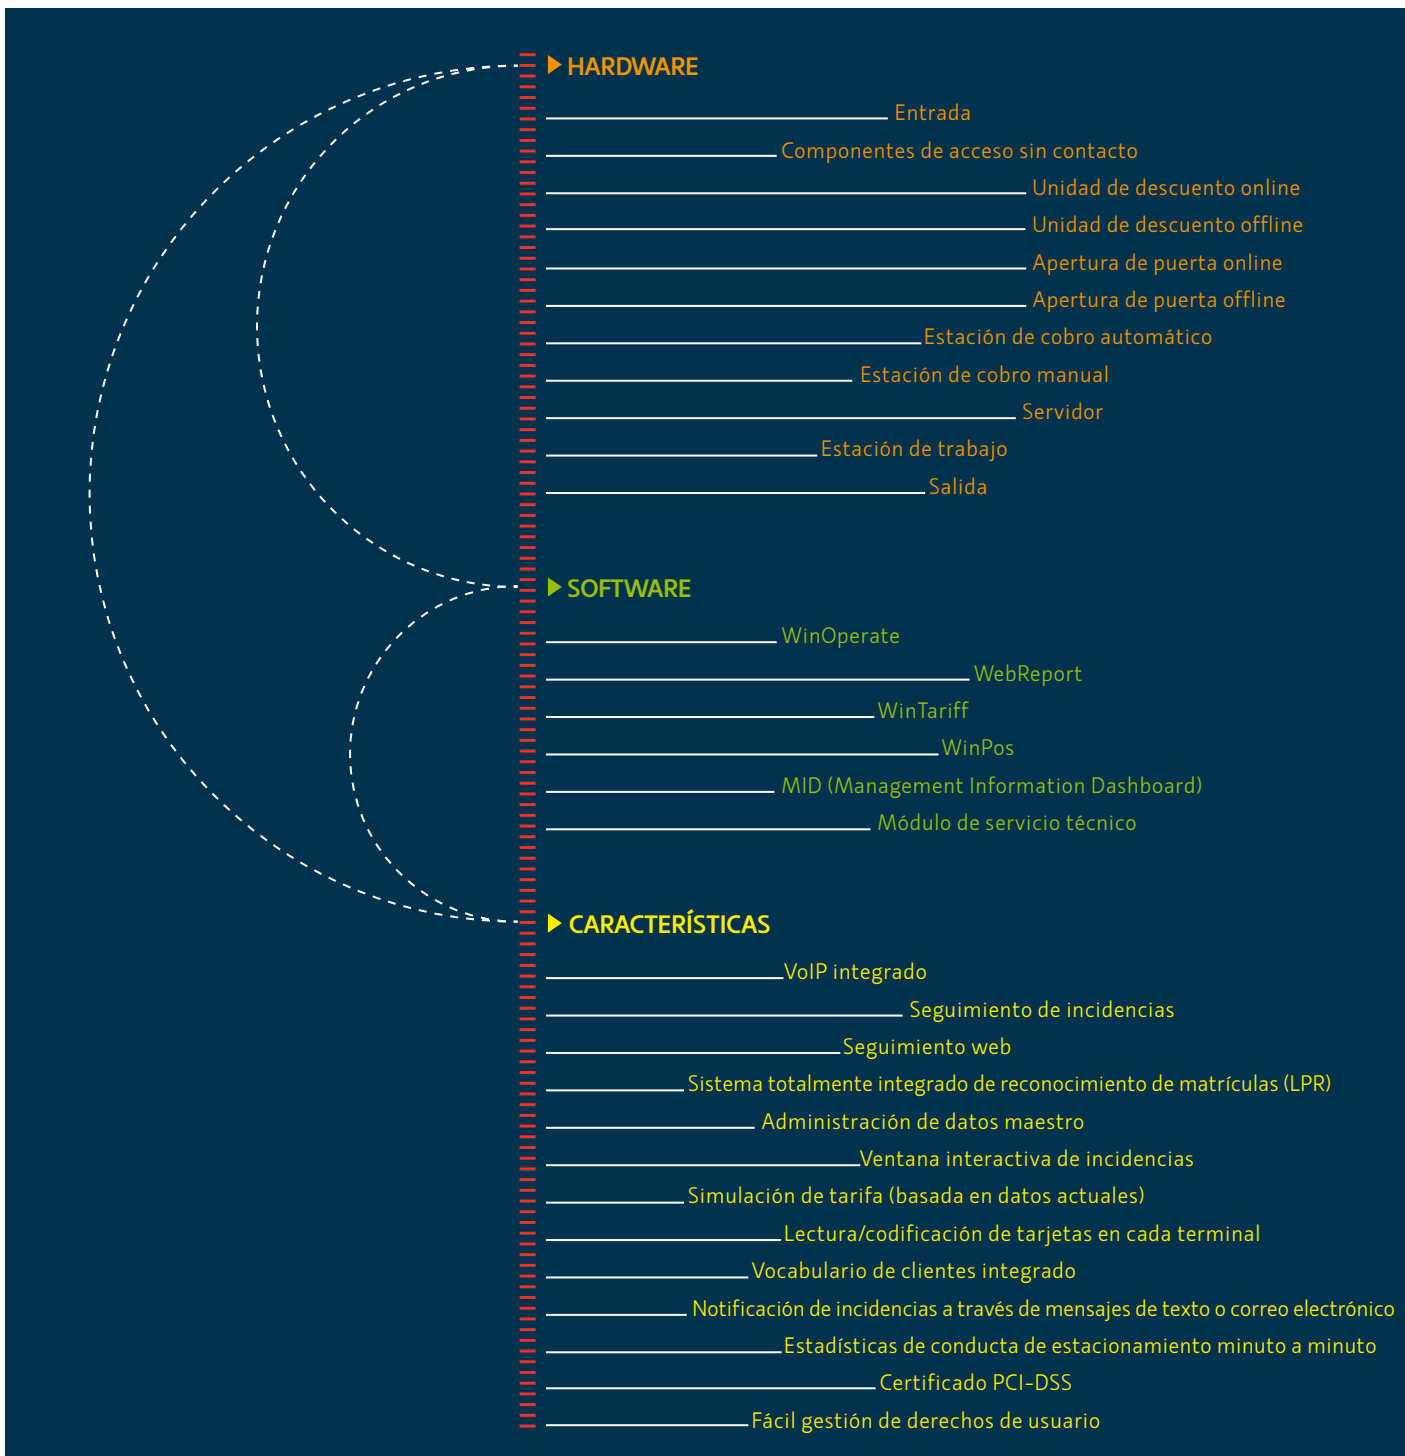 HARDWARE
Entrada
Componentes de acceso sin contacto
Unidad de descuento online
Unidad de descuento offline
Apertura de puerta online
Apertura de puerta offline
Estación de cobro automático
Estación de cobro manual
Servidor
Estación de trabajo
Salida
SOFTWARE
WinOperate
WebReport
WinTariff
WinPos
MID (Management Information Dashboard)
Módulo de servicio técnico
CARACTERÍSTICAS
VoIP integrado
Seguimiento de incidencias
Seguimiento web
Sistema totalmente integrado de reconocimiento de matrículas (LPR)
Administración de datos maestro
Ventana interactiva de incidencias
Simulación de tarifa (basada en datos actuales)
Lectura/codificación de tarjetas en cada terminal
Vocabulario de clientes integrado
Notificación de incidencias a través de mensajes de texto o correo electrónico
Estadísticas de conducta de estacionamiento minuto a minuto
Certificado PCI-DSS
Fácil gestión de derechos de usuario